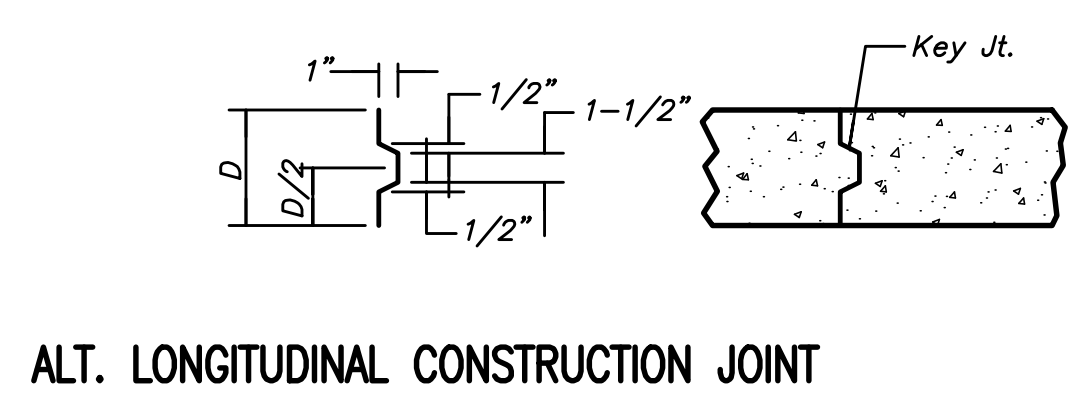 Key Jt.
1"
1/2"
1-1/2"
D
D/2
1/2"
ALT. LONGITUDINAL CONSTRUCTION JOINT